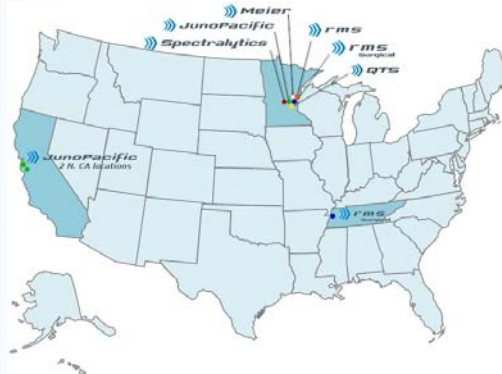 Meier
JunoPacific
rms
Spectralytics
rms
Surgical
QTS
JunoPacific
2 N. CA locations
rms
Surgical